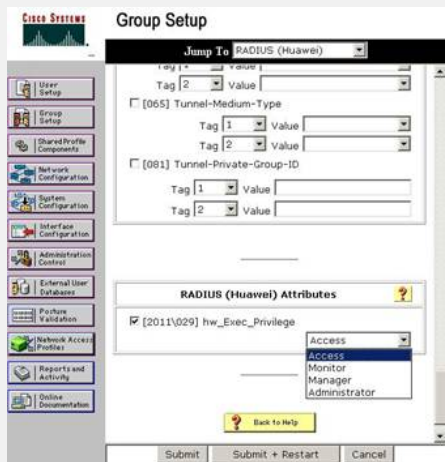 CISCO SYSTEMS
Group Setup
Jump To RADIUS (Huawei)
User Setup
Group Setup
Shared Profile Components
Network Configuration
System Configuration
Interface Configuration
Administration Control
External User Databases
Posture Validation
Network Access Profiles
Reports and Activity
Online Documentation
Tag 2 Value
[065] Tunnel-Medium-Type
Tag 1 Value
Tag 2 Value
[081] Tunnel-Private-Group-ID
Tag 1 Value
Tag 2 Value
RADIUS (Huawei) Attributes ?
[2011\029] hw_Exec_Privilege
Access
Access
Monitor
Manager
Administrator
? Back to Help
Submit Submit + Restart Cancel